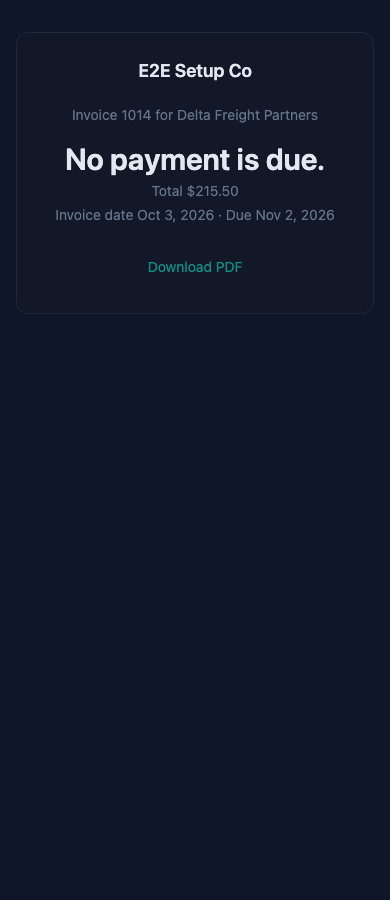 E2E Setup Co
Invoice 1014 for Delta Freight Partners
No payment is due.
Total $215.50
Invoice date Oct 3, 2026 · Due Nov 2, 2026
Download PDF